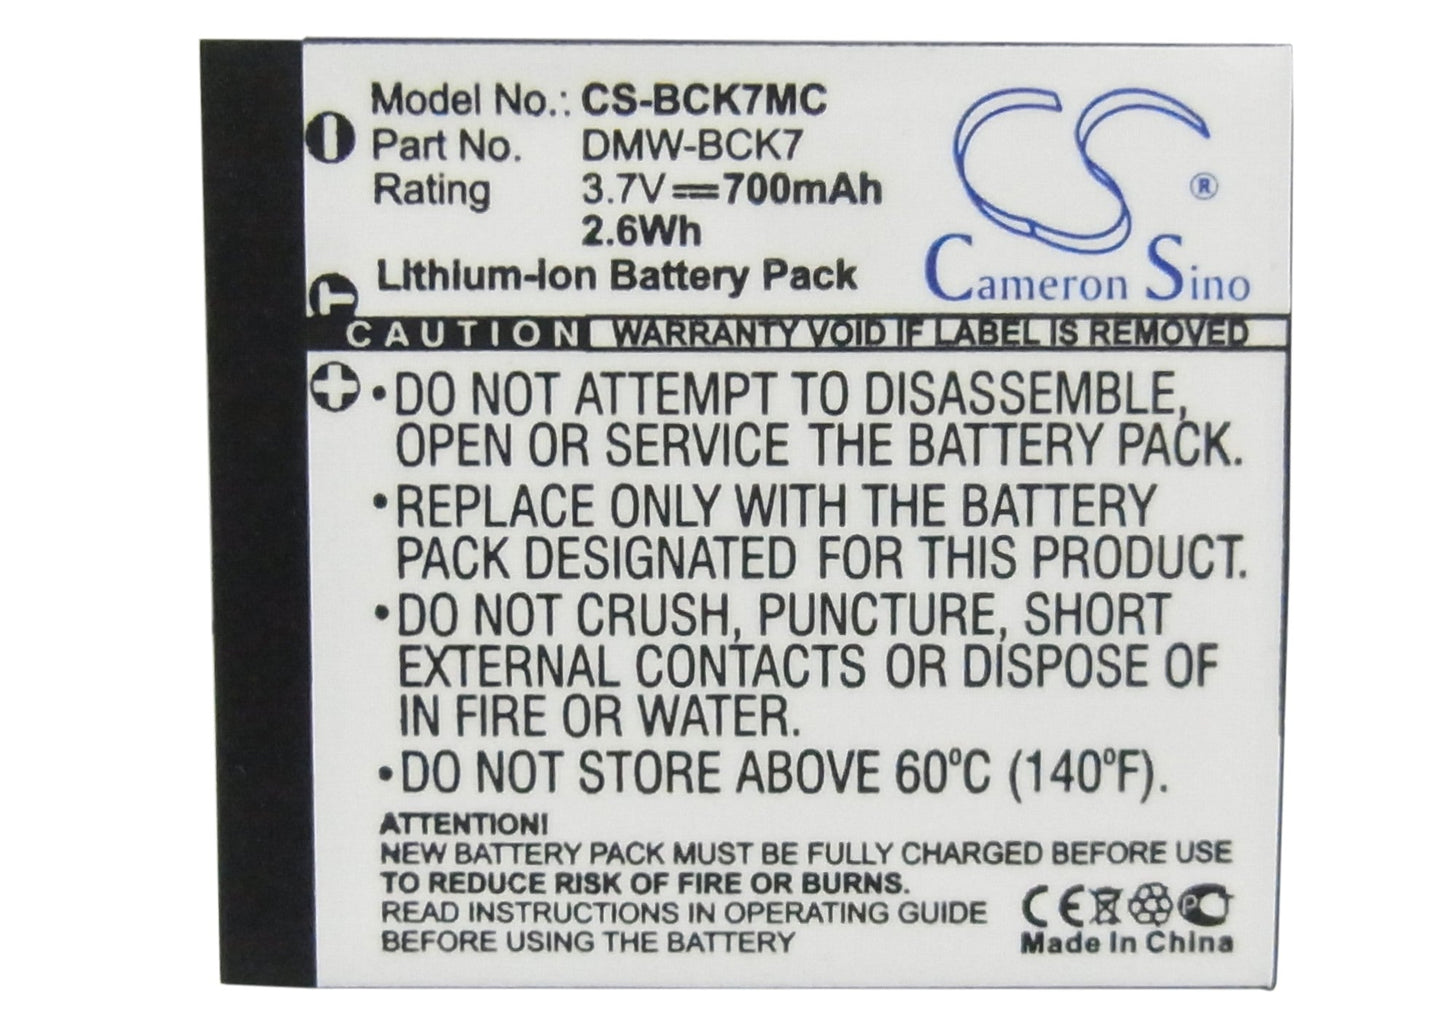 Model No.: CS-BCK7MC
Part No. DMW-BCK7
Rating 3.7V 700mAh
2.6Wh
Lithium-Ion Battery Pack
CS ®
Cameron Sino
CAUTION WARRANTY VOID IF LABEL IS REMOVED
•DO NOT ATTEMPT TO DISASSEMBLE,
OPEN OR SERVICE THE BATTERY PACK.
•REPLACE ONLY WITH THE BATTERY
PACK DESIGNATED FOR THIS PRODUCT.
•DO NOT CRUSH, PUNCTURE, SHORT
EXTERNAL CONTACTS OR DISPOSE OF
IN FIRE OR WATER.
•DO NOT STORE ABOVE 60°C (140°F).
ATTENTION!
NEW BATTERY PACK MUST BE FULLY CHARGED BEFORE USE
TO REDUCE RISK OF FIRE OR BURNS.
READ INSTRUCTIONS IN OPERATING GUIDE
BEFORE USING THE BATTERY
CE PC
Made In China